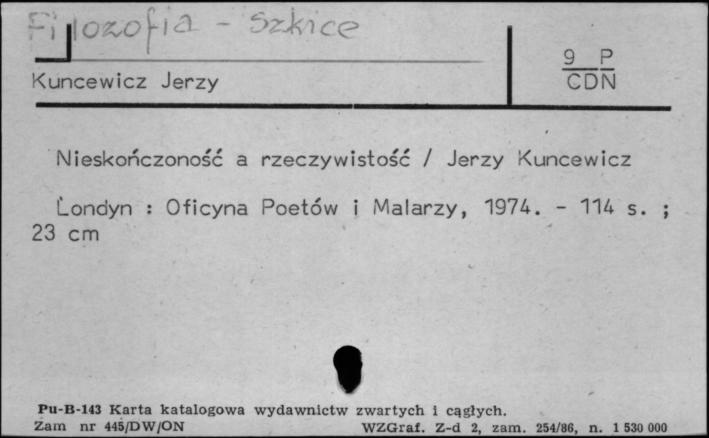 Filozofia - Szkice
9 P
CDN
Kuncewicz Jerzy
Nieskończoność a rzeczywistość / Jerzy Kuncewicz
Londyn : Oficyna Poetów i Malarzy, 1974. - 114 s. ;
23 cm
Pu-B-143 Karta katalogowa wydawnictw zwartych i cągłych.
Zam nr 445/DW/ON WZGraf. Z-d 2, zam. 254/86, n. 1 530 000